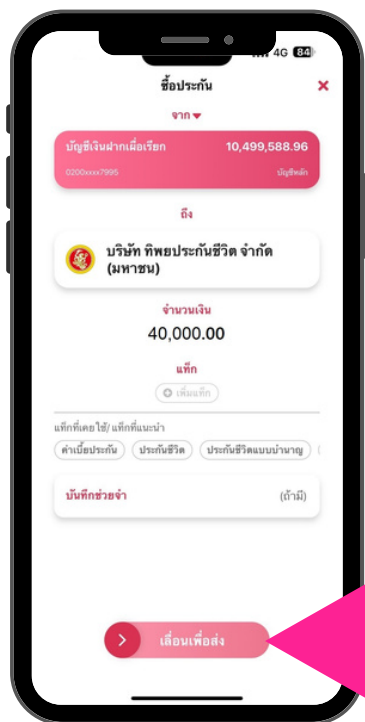 4G 84
ซื้อประกัน ×
จาก
บัญชีเงินฝากเผื่อเรียก 10,499,588.96
0200xxxx7995 บัญชีหลัก
ถึง
บริษัท ทิพยประกันชีวิต จำกัด
(มหาชน)
จำนวนเงิน
40,000.00
แท็ก
เพิ่มแท็ก
แท็กที่เคยใช้/ แท็กที่แนะนำ
ค่าเบี้ยประกัน ประกันชีวิต ประกันชีวิตแบบบำนาญ
บันทึกช่วยจำ (ถ้ามี)
เลื่อนเพื่อส่ง